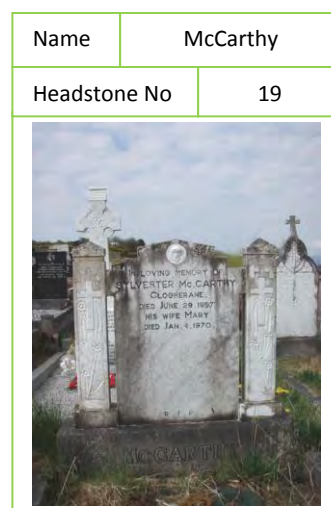 Name McCarthy
Headstone No 19
IN LOVING MEMORY OF
SYLVERTER MC.CARTHY
CLOGHERANE
DIED JUNE 29 1957
HIS WIFE MARY
DIED JAN. 4. 1970.
R I P
MCCARTHY